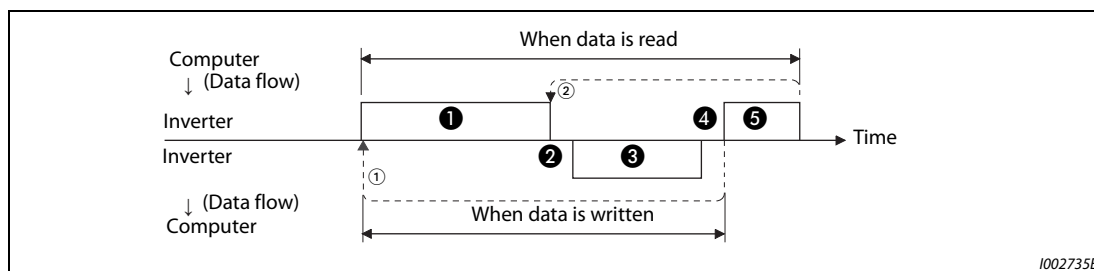 When data is read
Computer
↓ (Data flow)
②
Inverter
❶
❹
❺
Time
Inverter
❷
❸
①
↓ (Data flow)
Computer
When data is written
I002735E